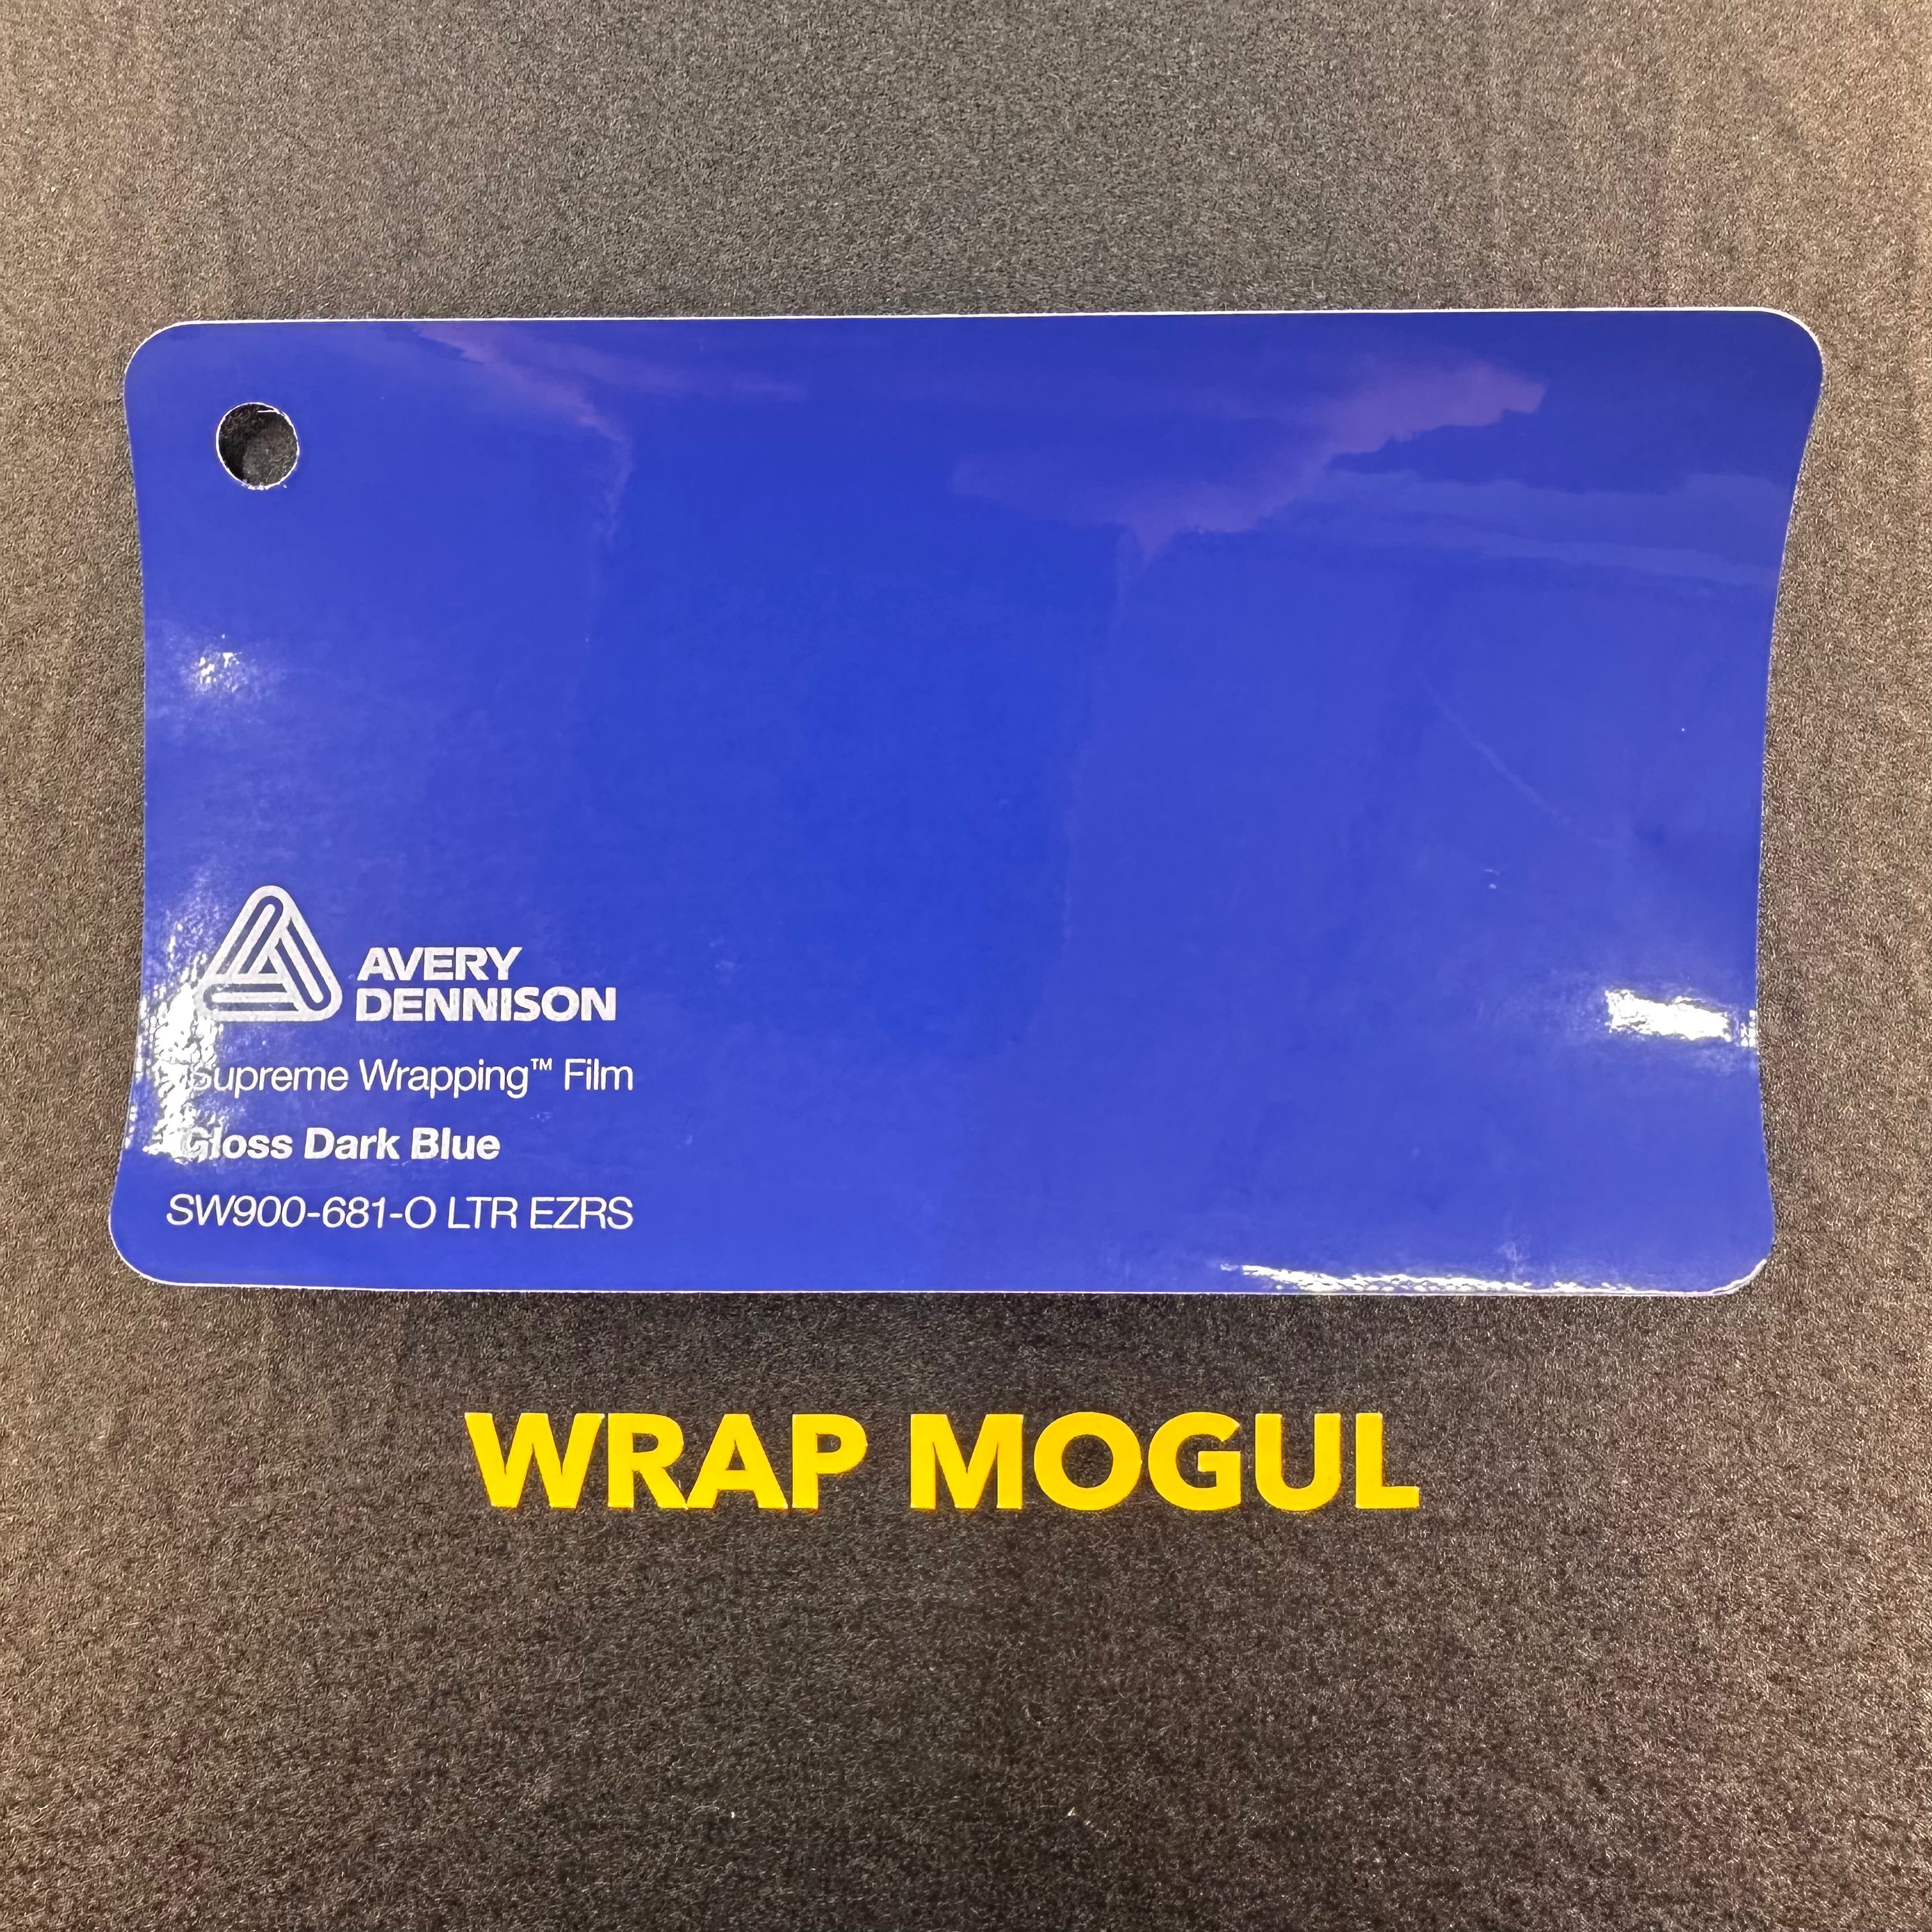 AVERY
DENNISON
Supreme Wrapping™ Film
Gloss Dark Blue
SW900-681-O LTR EZRS
WRAP MOGUL